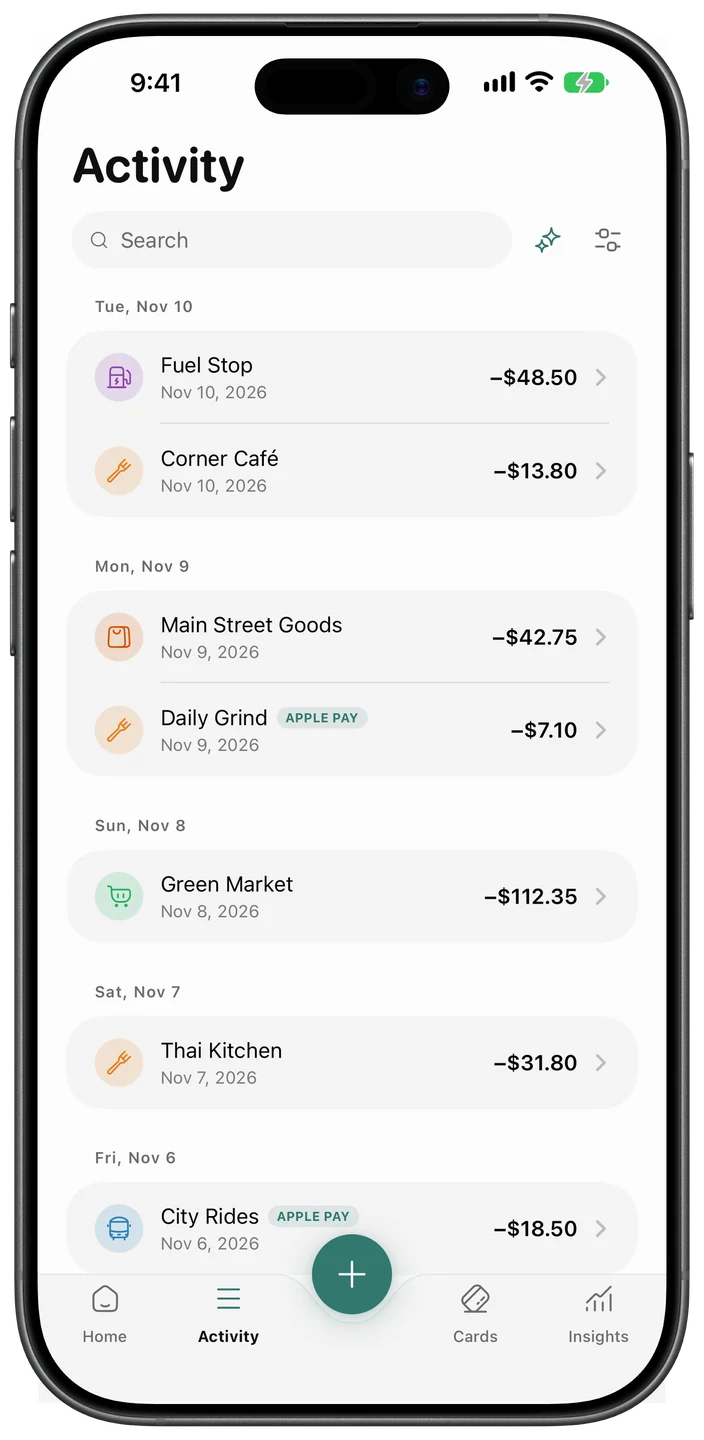 9:41
Activity
Search
Tue, Nov 10
Fuel Stop
Nov 10, 2026
–$48.50
Corner Café
Nov 10, 2026
–$13.80
Mon, Nov 9
Main Street Goods
Nov 9, 2026
–$42.75
Daily Grind APPLE PAY
Nov 9, 2026
–$7.10
Sun, Nov 8
Green Market
Nov 8, 2026
–$112.35
Sat, Nov 7
Thai Kitchen
Nov 7, 2026
–$31.80
Fri, Nov 6
City Rides APPLE PAY
Nov 6, 2026
–$18.50
Home
Activity
Cards
Insights